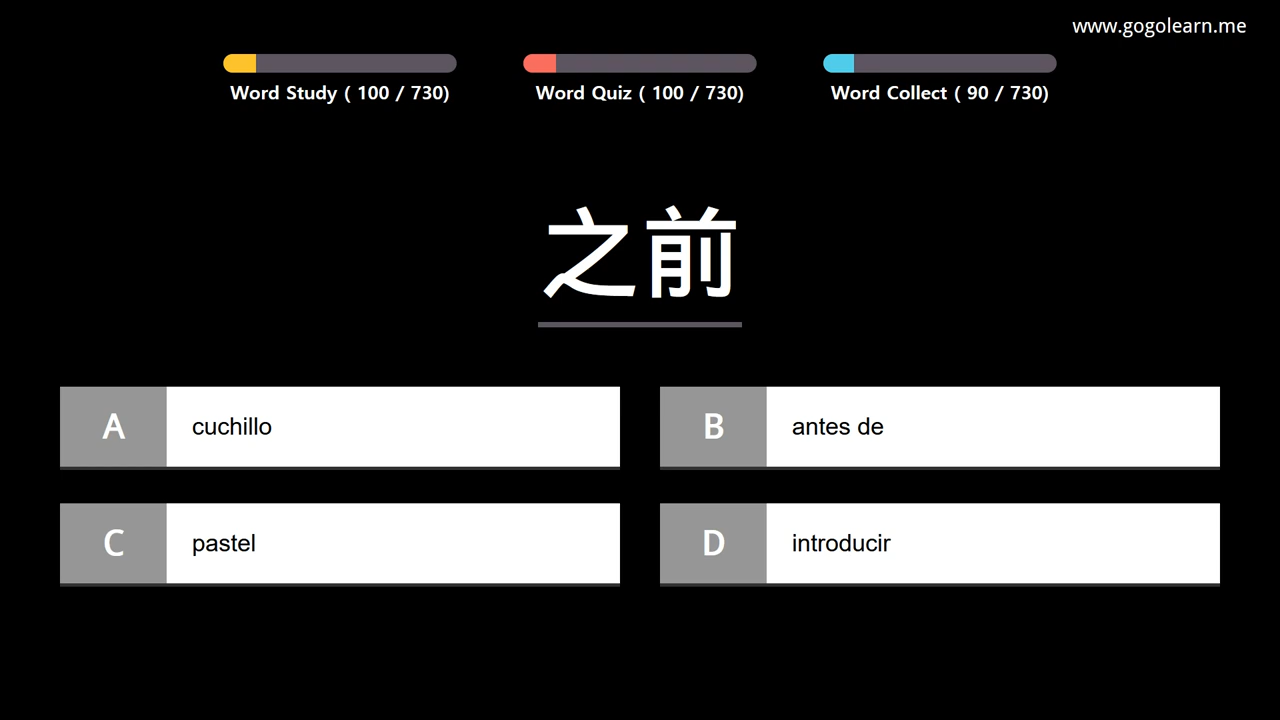 www.gogolearn.me
Word Study ( 100 / 730)
Word Quiz ( 100 / 730)
Word Collect ( 90 / 730)
之前
A cuchillo
B antes de
C pastel
D introducir